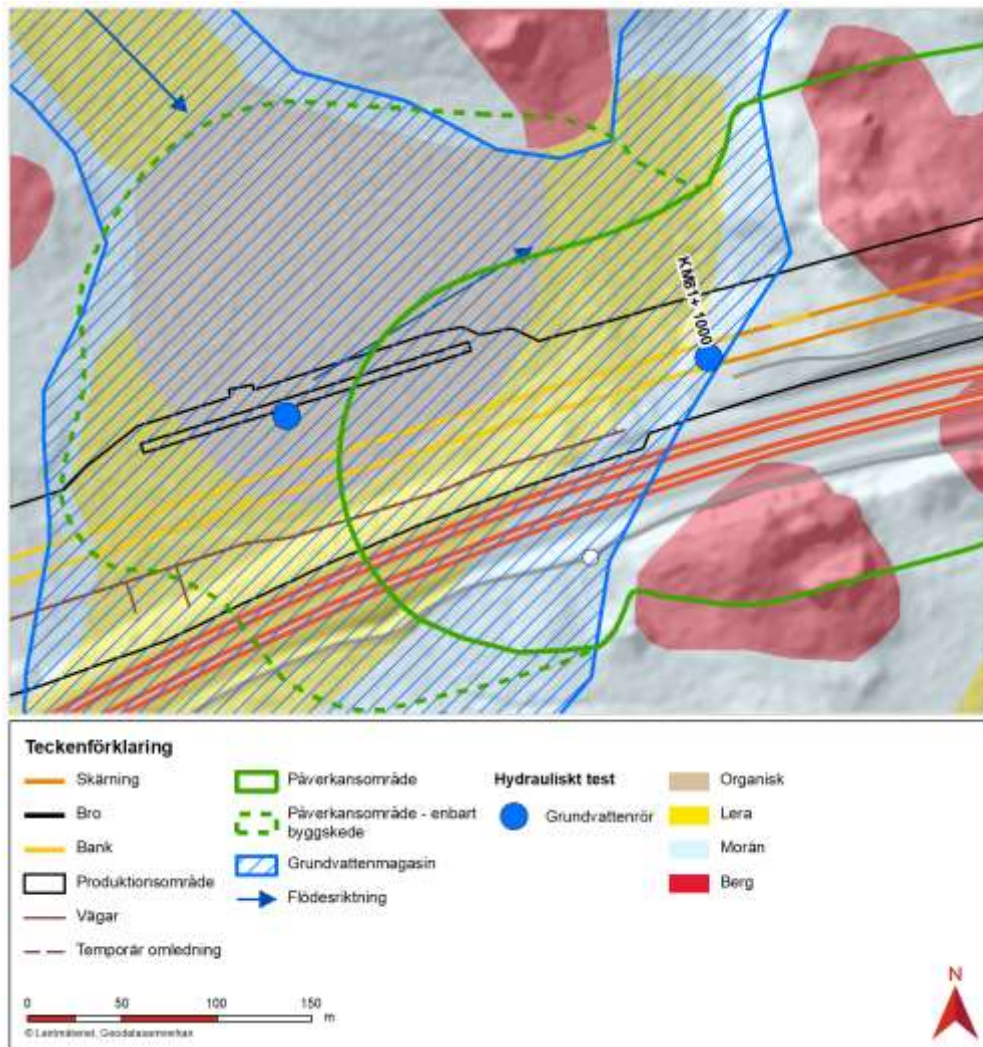 KM61+ 1000
Teckenförklaring
Skärning
Bro
Bank
Produktionsområde
Vägar
Temporär omledning
Påverkansområde
Påverkansområde - enbart
byggskede
Grundvattenmagasin
Flödesriktning
Hydrauliskt test
Grundvattenrör
Organisk
Lera
Morän
Berg
0 50 100 150
m
© Lantmäteriet, Geodatasamverkan
N